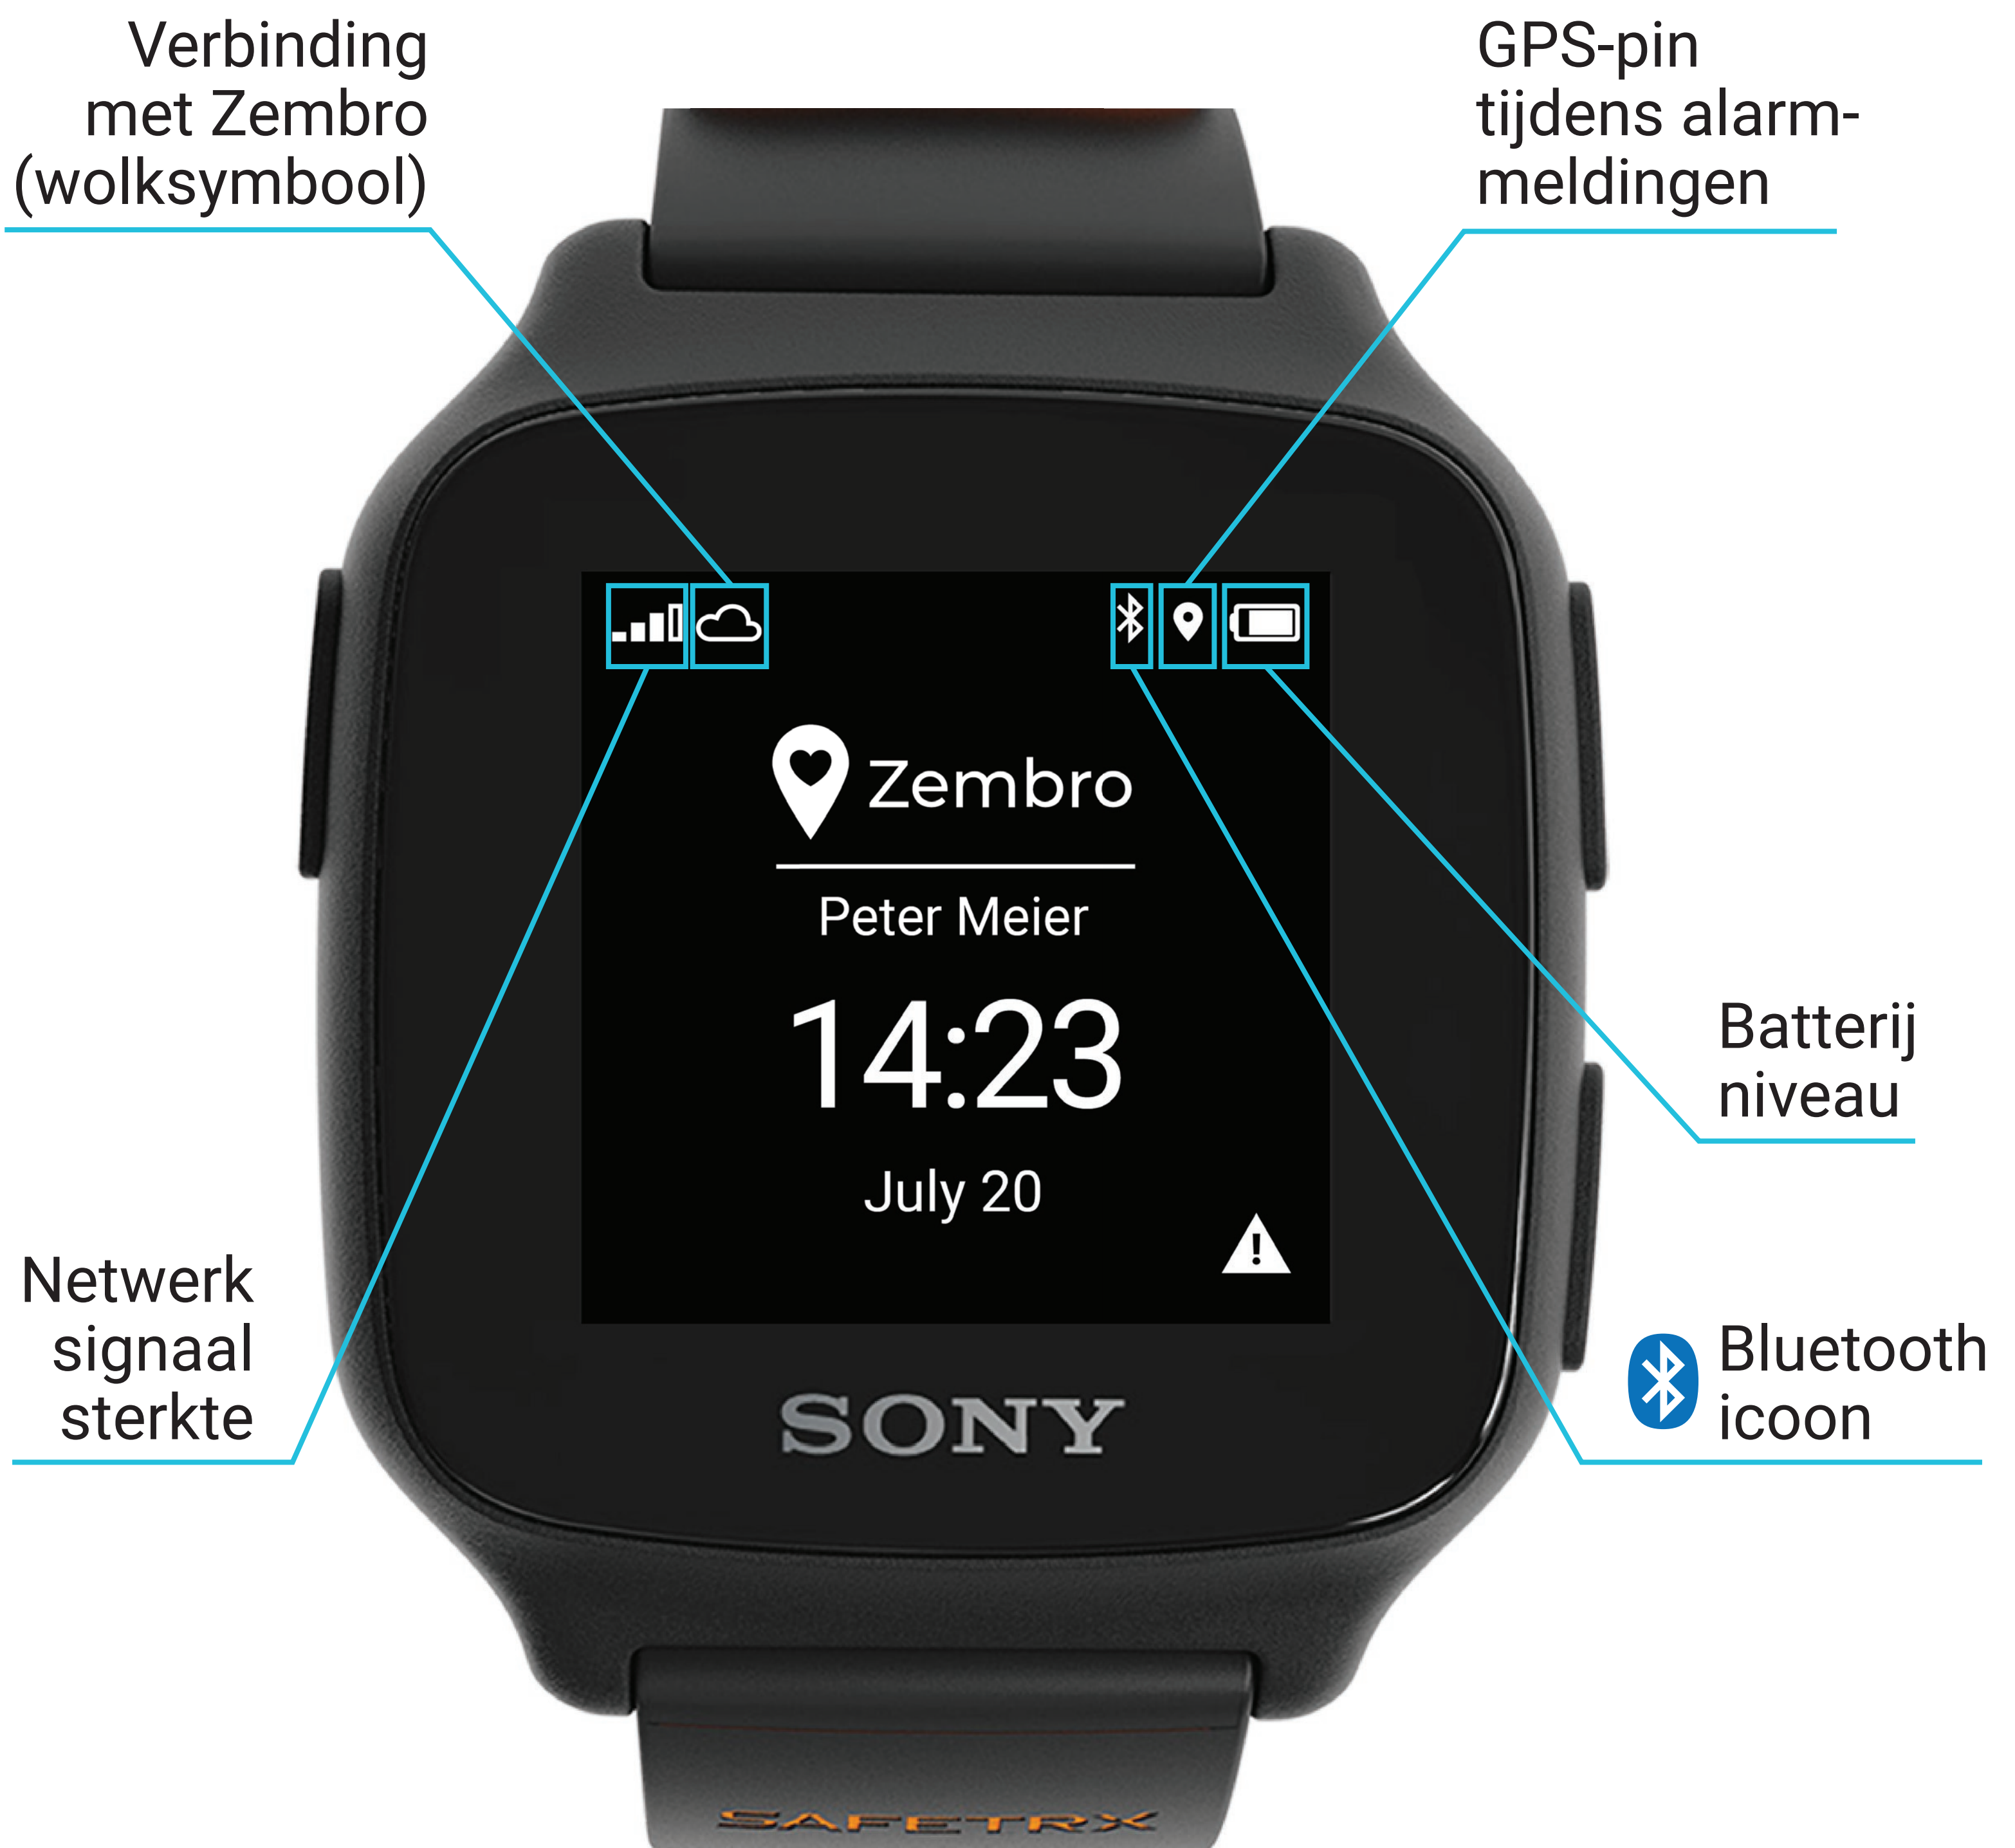 Verbinding
met Zembro
(wolksymbool)
GPS-pin
tijdens alarm-
meldingen
Zembro
Peter Meier
14:23
July 20
!
Batterij
niveau
Netwerk
signaal
sterkte
Bluetooth
icoon
SONY
SAFETRX